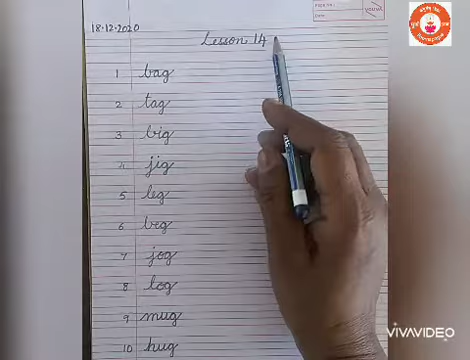 18-12-2020
Lesson 14
1 bag
2 tag
3 big
4 jig
5 leg
6 beg
7 jog
8 log
9 mug
10 hug
VIVAVIDEO